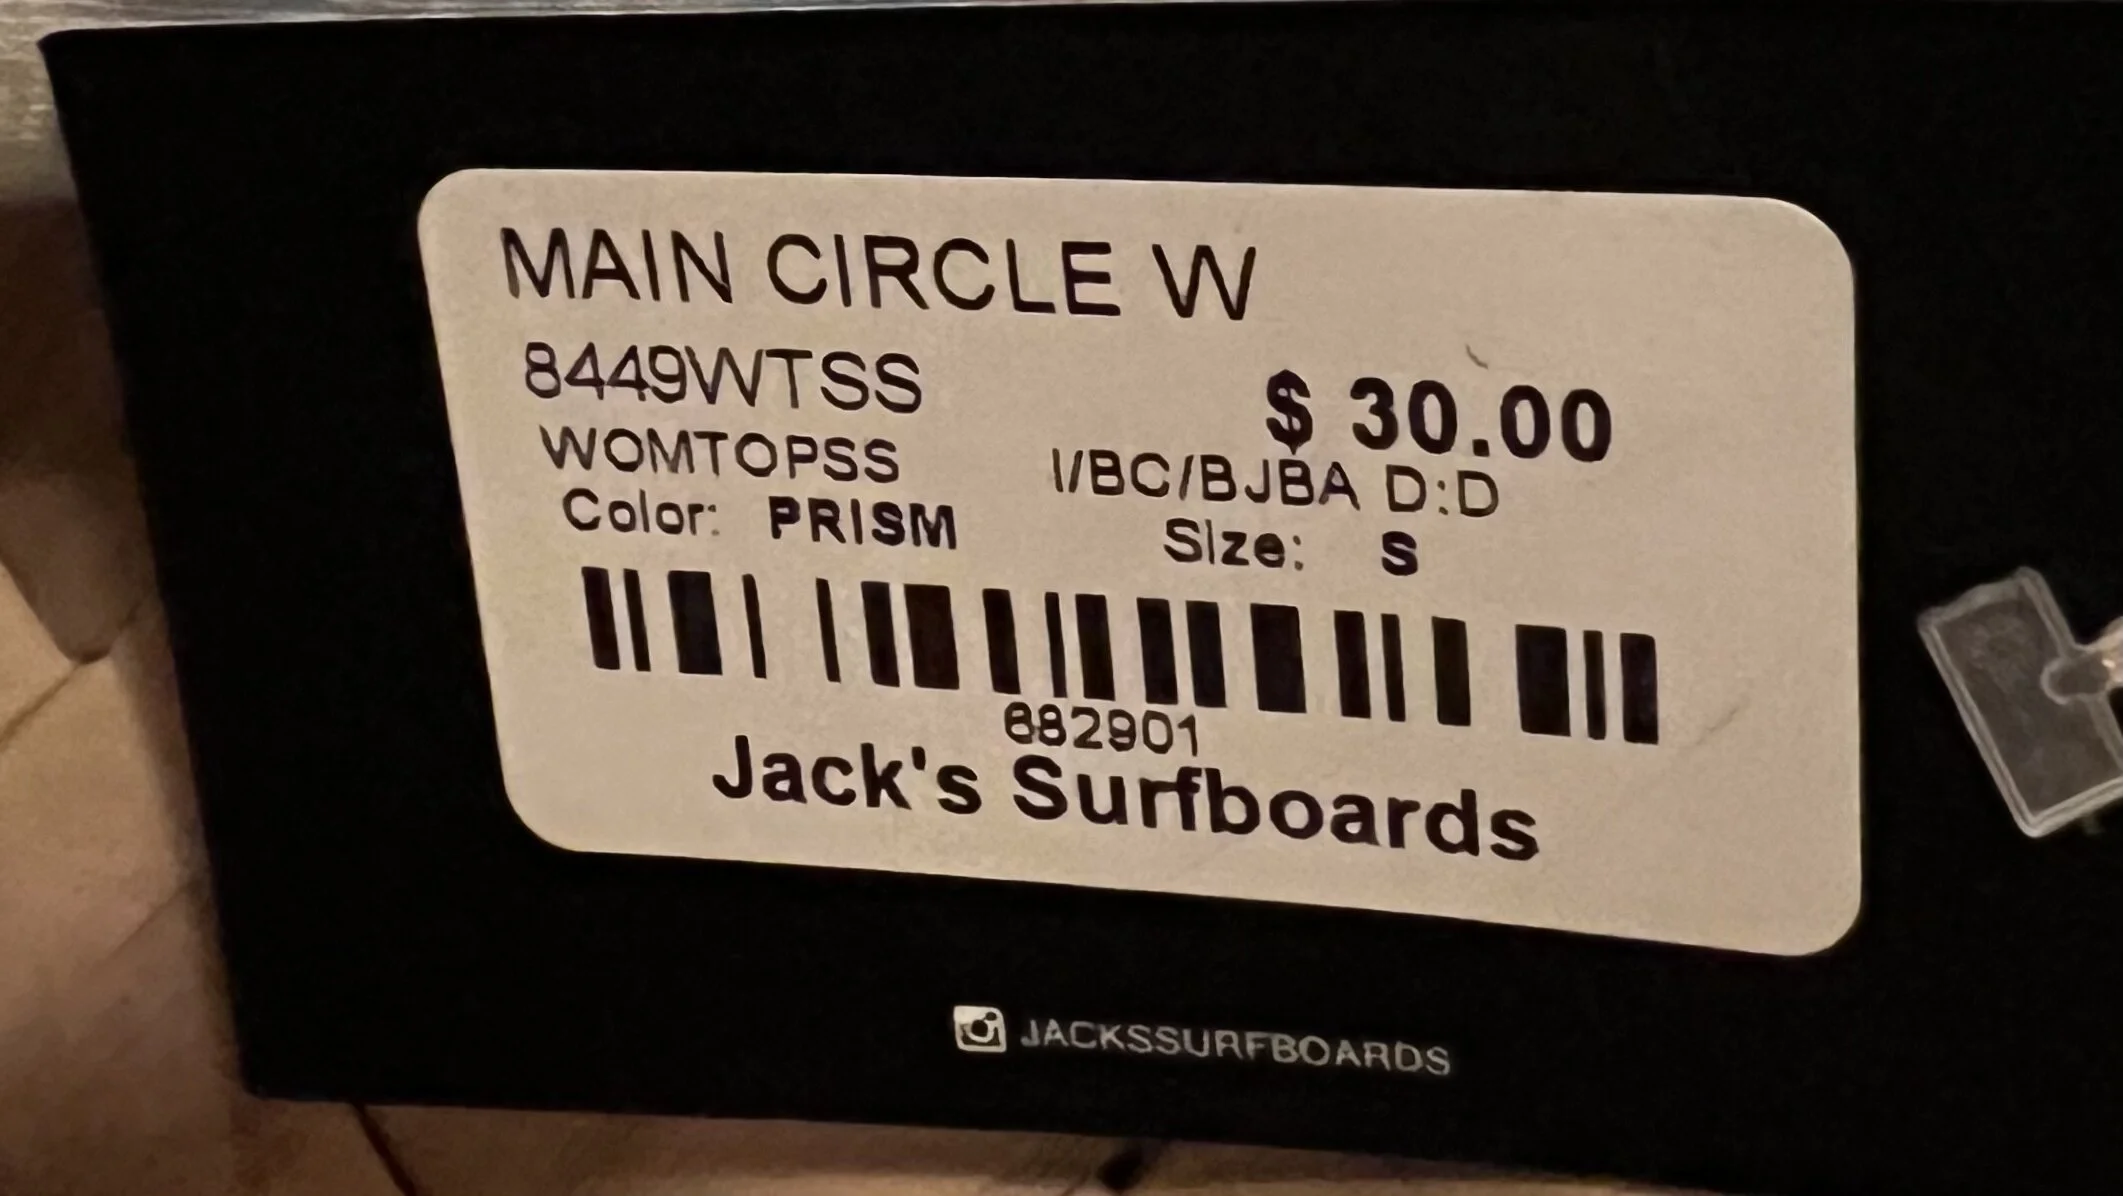 MAIN CIRCLE W
8449WTSS
$ 30.00
WOMTOPSS I/BC/BJBA D:D
Color: PRISM Size: S
682901
Jack's Surfboards
JACKSSURFBOARDS